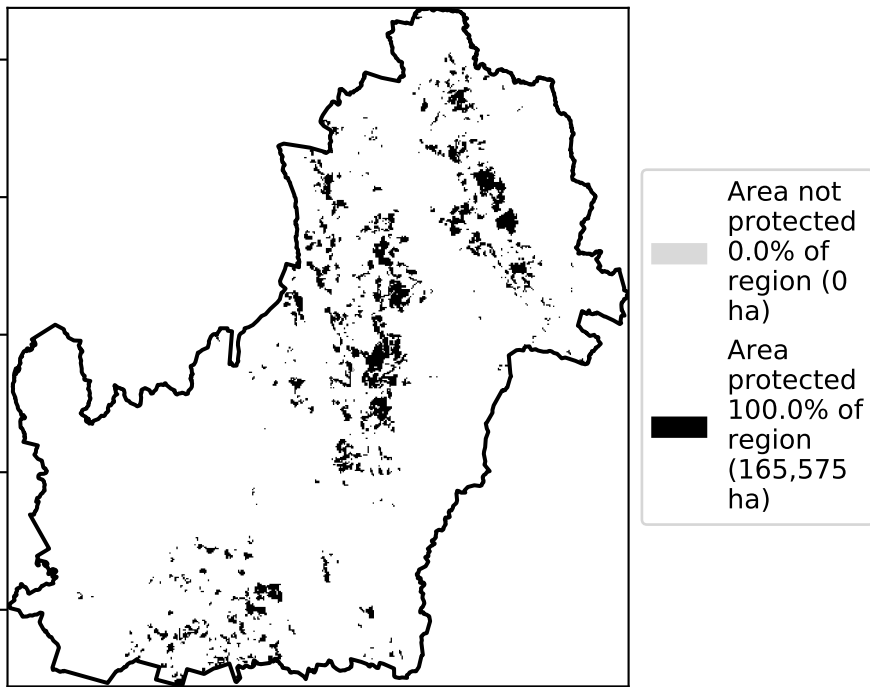 Area not
protected
0.0% of
region (0
ha)
Area
protected
100.0% of
region
(165,575
ha)